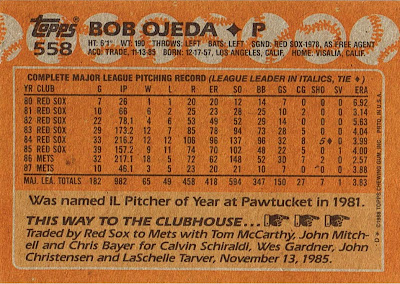 Topps
558
BOB OJEDA ♦ P
HT: 6'1" WT: 190 THROWS: LEFT BATS: LEFT SGND: RED SOX-1978, AS FREE AGENT
ACQ: TRADE, 11-13-85 BORN: 12-17-57, LOS ANGELES, CALIF. HOME: VISALIA, CALIF.
COMPLETE MAJOR LEAGUE PITCHING RECORD (LEAGUE LEADER IN ITALICS, TIE ♦)
YR CLUB G IP W L R ER SO BB GS CG SHO SV ERA
80 RED SOX 7 26 1 1 20 20 12 14 7 0 0 0 6.92
81 RED SOX 10 66 6 2 25 23 28 25 10 2 0 0 3.14
82 RED SOX 22 78.1 4 6 53 49 52 29 14 0 0 0 5.63
83 RED SOX 29 173.2 12 7 85 78 94 73 28 5 0 0 4.04
84 RED SOX 33 216.2 12 12 106 96 137 96 32 8 5♦ 0 3.99
85 RED SOX 39 157.2 9 11 74 70 102 48 22 5 0 1 4.00
86 METS 32 217.1 18 5 72 62 148 52 30 7 2 0 2.57
87 METS 10 46.1 3 5 23 20 21 10 7 0 0 0 3.88
MAJ. LEA. TOTALS 182 982 65 49 458 418 594 347 150 1 3.83
Was named IL Pitcher of Year at Pawtucket in 1981.
THIS WAY TO THE CLUBHOUSE...
Traded by Red Sox to Mets with Tom McCarthy, John Mitch-
ell and Chris Bayer for Calvin Schiraldi, Wes Gardner, John
Christensen and LaSchelle Tarver, November 13, 1985.
©1988 TOPPS CHEWING GUM, INC. PRINTED IN U.S.A.